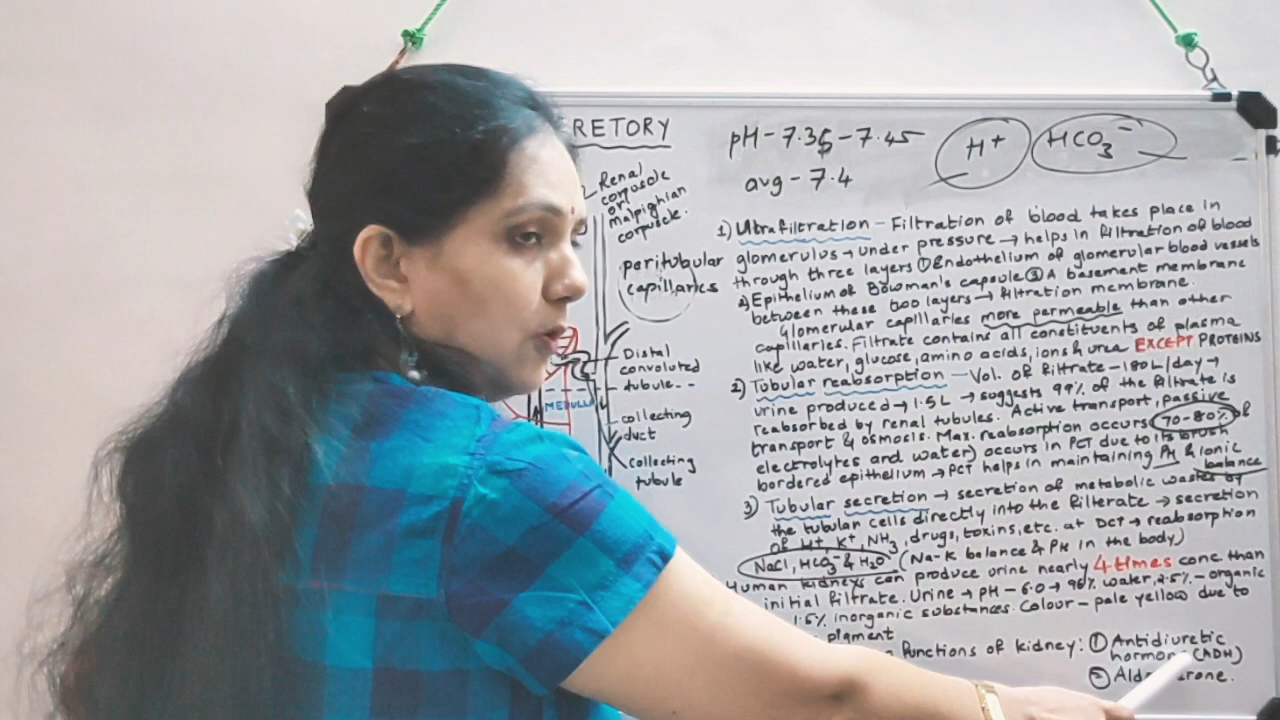 RETORY
pH - 7.35 - 7.45
H+
HCO3-
avg - 7.4
Renal
corpuscle
or
malpighian
corpuscle.
peritubular
capillaries
Distal
convoluted
tubule--
MEDULLA
collecting
duct
collecting
tubule
1) Ultrafiltration - Filtration of blood takes place in
glomerulus → under pressure → helps in filtration of blood
through three layers ① Endothelium of glomerular blood vessels
2) Epithelium of Bowman's capsule ③ A basement membrane
between these two layers → filtration membrane.
Glomerular capillaries more permeable than other
capillaries. Filtrate contains all constituents of plasma
like water, glucose, amino acids, ions & urea EXCEPT PROTEINS
2) Tubular reabsorption - Vol. of filtrate - 180L/day →
urine produced → 1.5L → suggests 99% of the filtrate is
reabsorbed by renal tubules. Active transport, passive
transport & osmosis. Max. reabsorption occurs (70-80% of
electrolytes and water) occurs in PCT due to its brush
bordered epithelium → PCT helps in maintaining PH & ionic
balance
3) Tubular secretion → secretion of metabolic wastes by
the tubular cells directly into the filterate → secretion
of H+ K+, NH3, drugs, toxins, etc. at DCT → reabsorption
NaCl, HCO3- & H2O (Na-K balance & PH in the body)
Human kidneys can produce urine nearly 4 times conc than
initial filtrate. Urine → pH - 6.0 → 96% water, 2.5% - organic
1.5% inorganic substances. Colour - pale yellow due to
pigment
functions of kidney: ① Antidiuretic
hormone (ADH)
② Aldosterone.